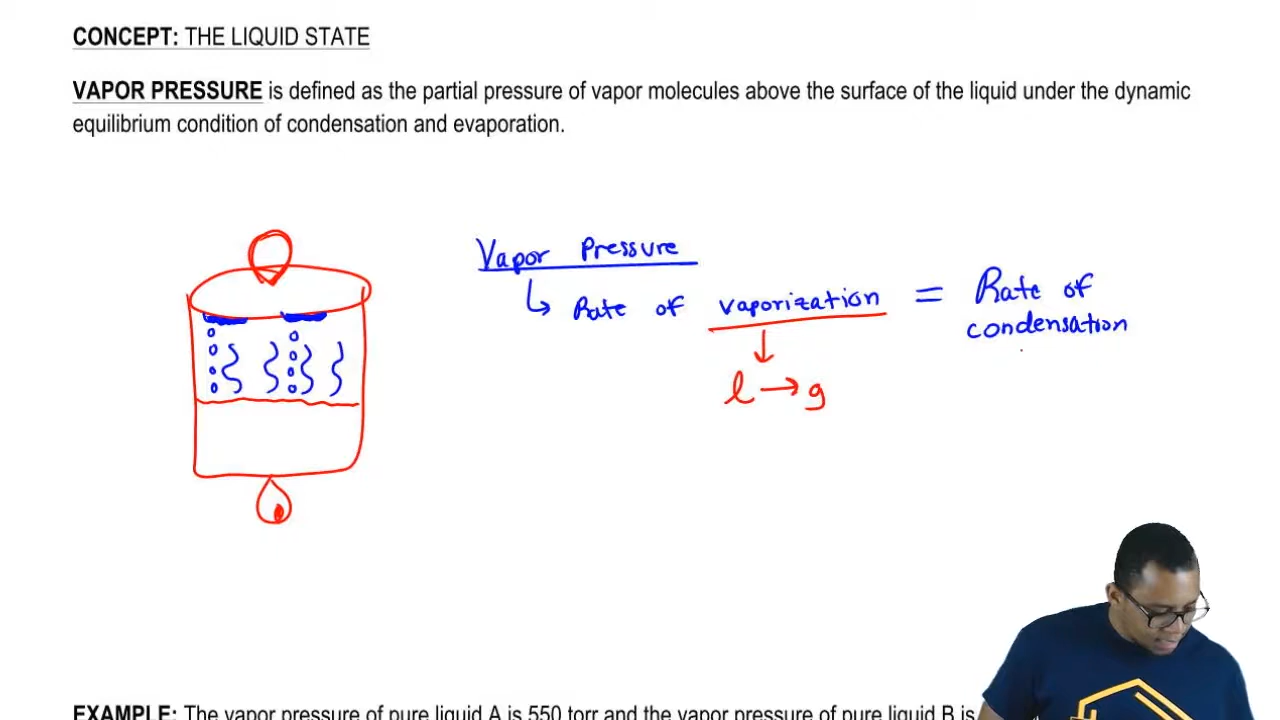 CONCEPT: THE LIQUID STATE
VAPOR PRESSURE is defined as the partial pressure of vapor molecules above the surface of the liquid under the dynamic
equilibrium condition of condensation and evaporation.
Vapor Pressure
↳ Rate of vaporization = Rate of
condensation
↓
l → g
EXAMPLE: The vapor pressure of pure liquid A is 550 torr and the vapor pressure of pure liquid B is